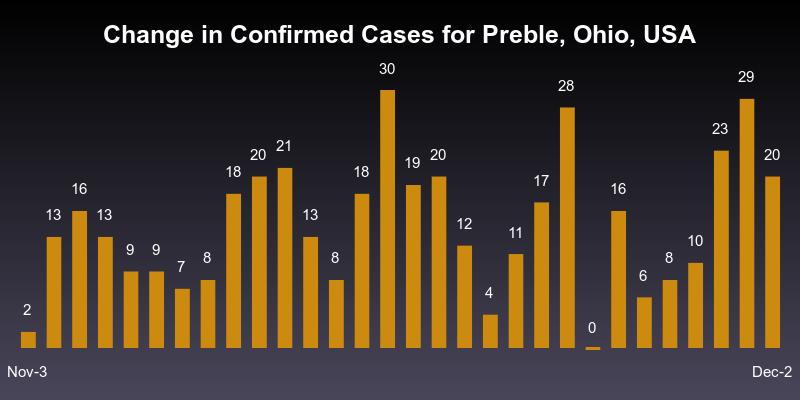 Change in Confirmed Cases for Preble, Ohio, USA
2 13 16 13 9 9 7 8 18 20 21 13 8 18 30 19 20 12 4 11 17 28 0 16 6 8 10 23 29 20
Nov-3 Dec-2